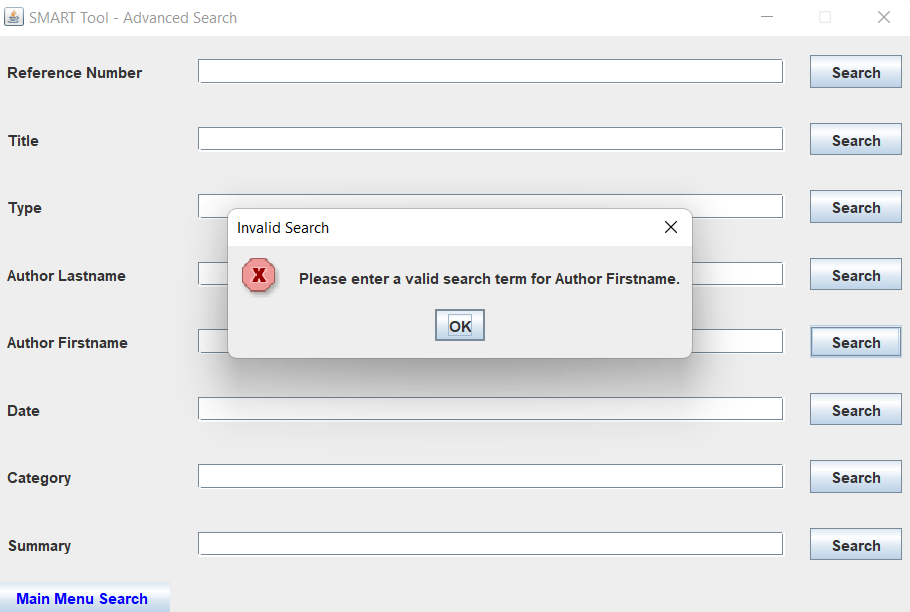 SMART Tool - Advanced Search
Reference Number Search
Title Search
Type Search
Invalid Search
Author Lastname Search
X
Please enter a valid search term for Author Firstname.
OK
Author Firstname Search
Date Search
Category Search
Summary Search
Main Menu Search